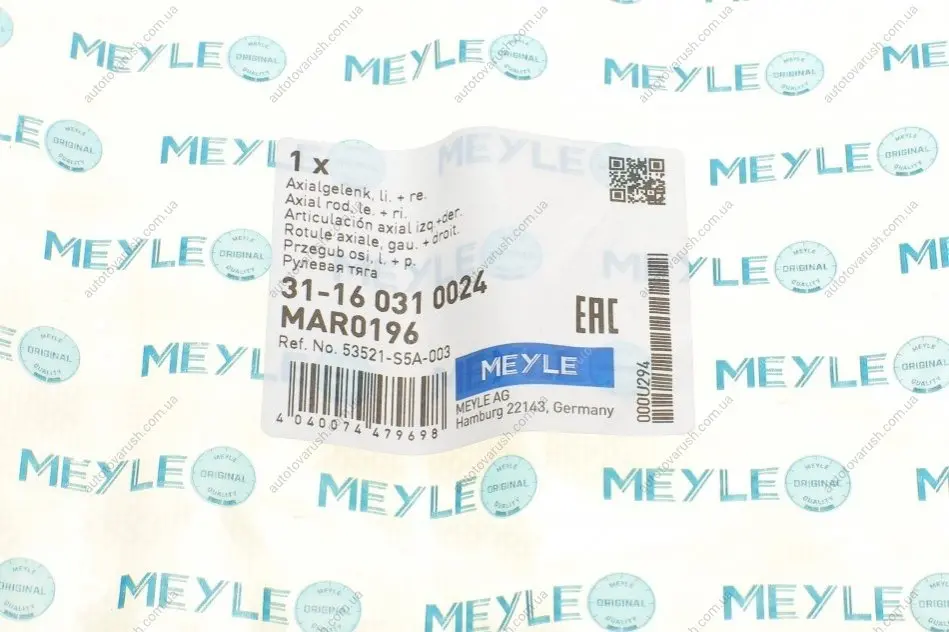 1 x
Axialgelenk, li. + re.
Axial rod, le. + ri.
Articulación axial izq +der.
Rotule axiale, gau. + droit.
Przegub osi, l. + p.
Рулевая тяга
31-16 031 0024
MAR0196
Ref. No. 53521-S5A-003
4 040074 479698
EAC
MEYLE
MEYLE AG
Hamburg 22143, Germany
000UU294
MEYLE
MEYLE ORIGINAL QUALITY
autotovarush.com.ua